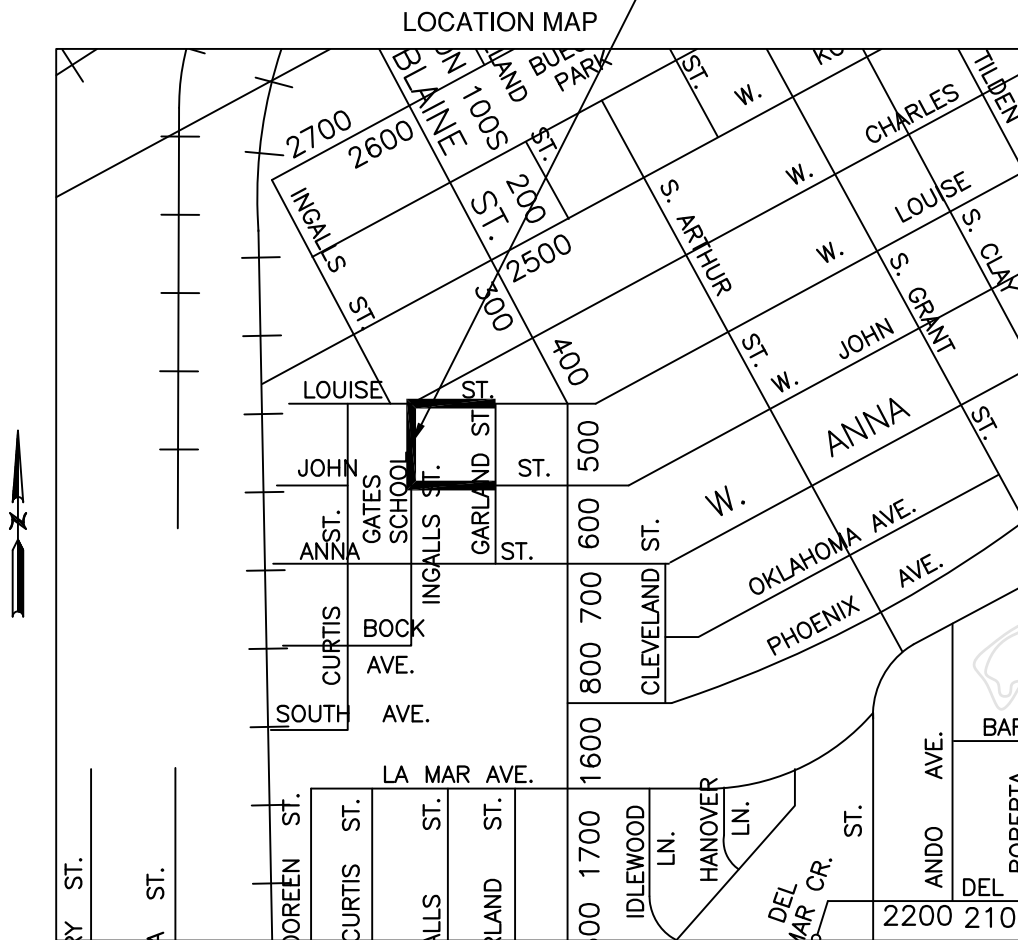 LOCATION MAP
PARK
ST.
W.
TILDEN
2700
2600
BLAINE
100S
ST.
CHARLES
INGALLS
ST.
200
ST.
W.
LOUISE
S. ARTHUR
W.
S. CLAY
2500
300
S. GRANT
400
ST.
JOHN
W.
LOUISE ST.
ANNA
ST.
500
JOHN ST.
GATES
SCHOOL
INGALLS ST.
GARLAND ST
W.
N
ST.
600
ST.
OKLAHOMA AVE.
ANNA ST.
AVE.
CURTIS
700
CLEVELAND
PHOENIX
BOCK
AVE.
800
SOUTH AVE.
1600
AVE.
LA MAR AVE.
HANOVER
LN.
ST.
ST.
ST.
ST.
1700
IDLEWOOD
LN.
ST.
ANDO
ROBERTA
DOREEN
CURTIS
DEL
MAR CR.
DEL
ST.
ST.
2200